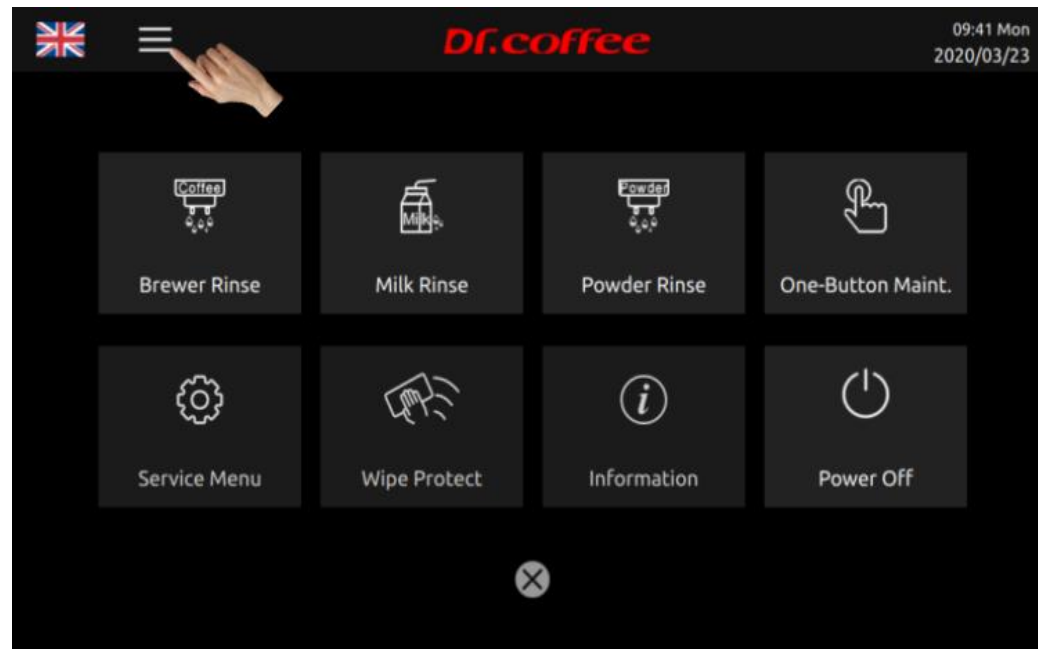 Dr.coffee
09:41 Mon
2020/03/23
Coffee
Milk
Powder
Brewer Rinse
Milk Rinse
Powder Rinse
One-Button Maint.
i
Service Menu
Wipe Protect
Information
Power Off